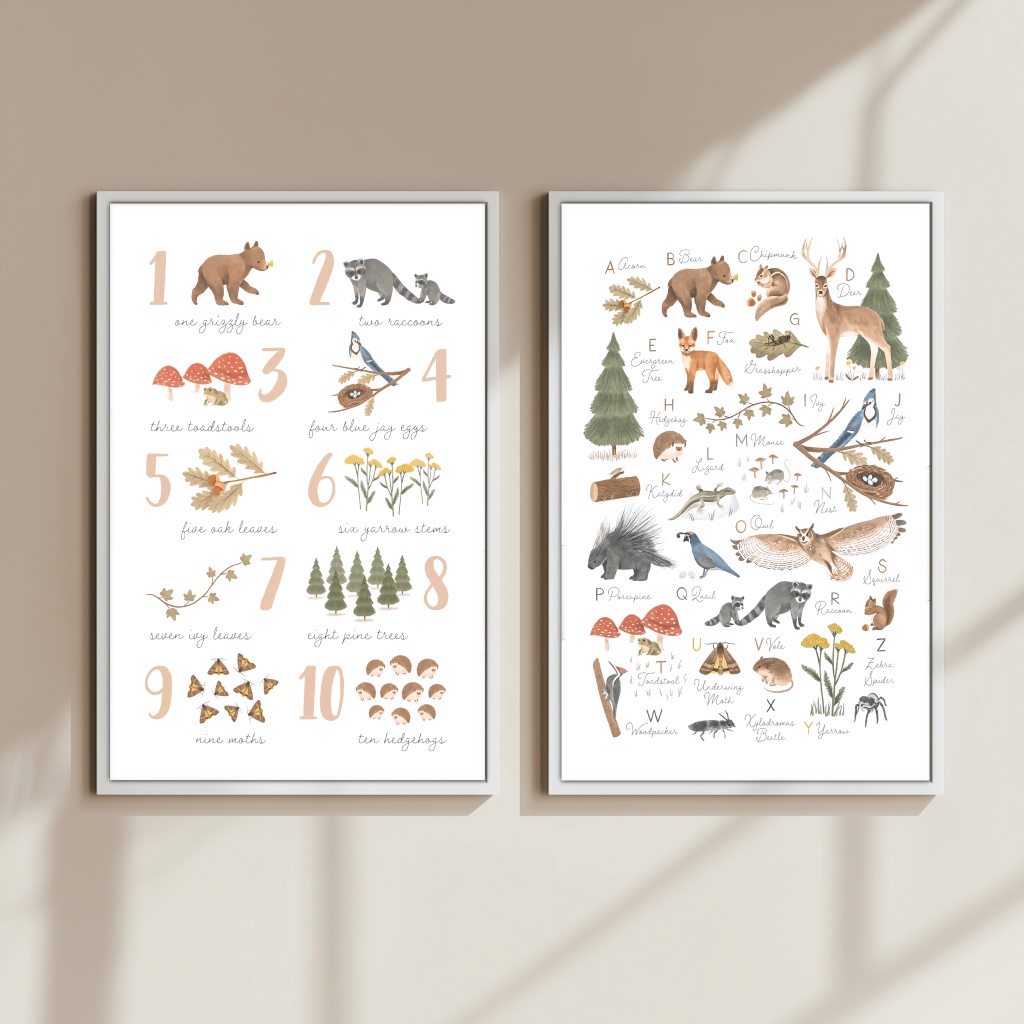 1
one grizzly bear
2
two raccoons
3
three toadstools
4
four blue jay eggs
5
five oak leaves
6
six yarrow stems
7
seven ivy leaves
8
eight pine trees
9
nine moths
10
ten hedgehogs
A Acorn
B Bear
C Chipmunk
D
Deer
E
Evergreen
Tree
F Fox
G
Grasshopper
H
Hedgehog
I Ivy
J
Jay
K
Katydid
L
Lizard
M Mouse
N
Nest
O Owl
P Porcupine
Q Quail
R
Raccoon
S
Squirrel
T
Toadstool
U
Underwing
Moth
V Vole
W
Woodpecker
X
Xylodromus
Beetle
Y Yarrow
Z
Zebra
Spider